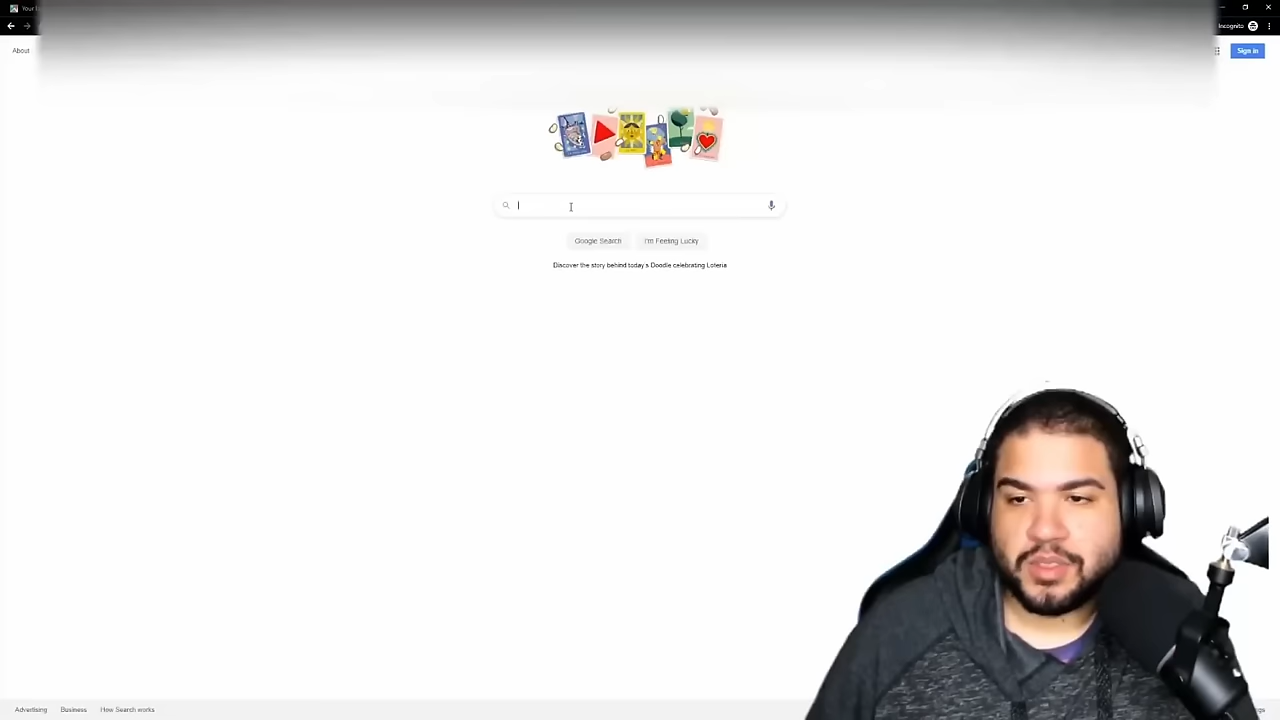 Incognito
About
Sign in
Google Search
I'm Feeling Lucky
Discover the story behind today's Doodle celebrating Loteria
Advertising
Business
How Search works